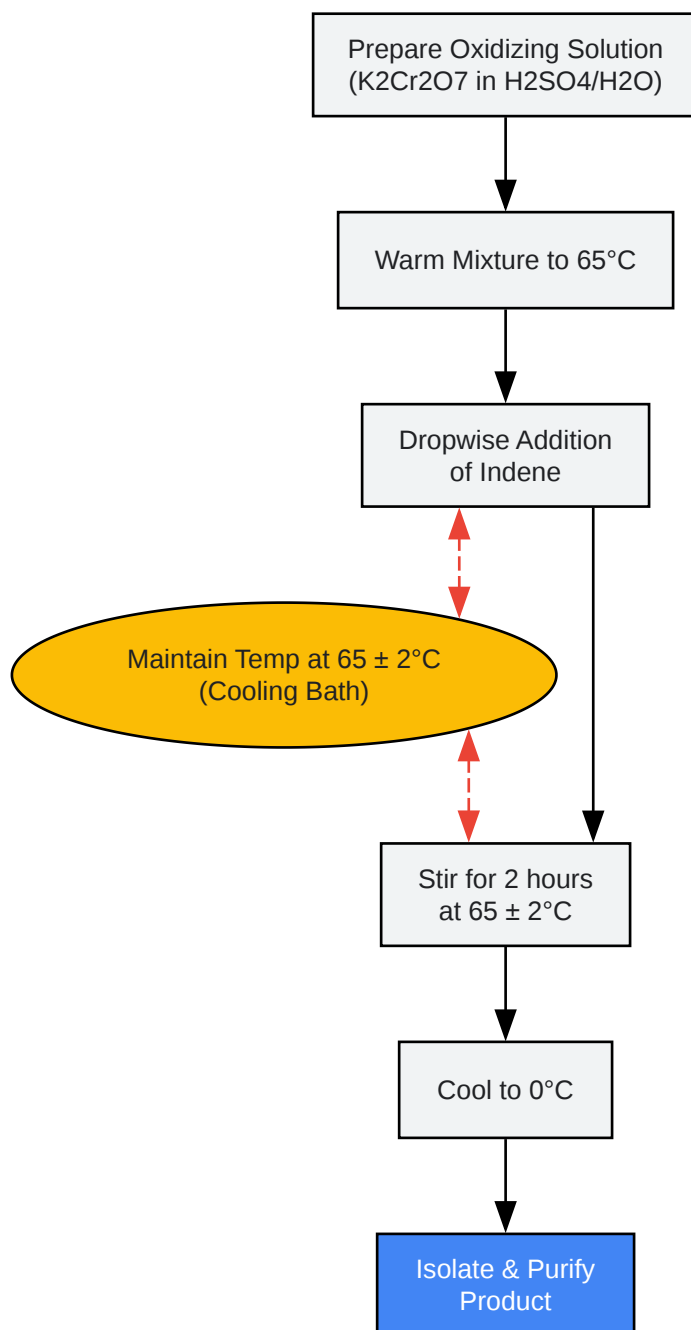 Prepare Oxidizing Solution
(K2Cr2O7 in H2SO4/H2O)
Warm Mixture to 65°C
Dropwise Addition
of Indene
Maintain Temp at 65 ± 2°C
(Cooling Bath)
Stir for 2 hours
at 65 ± 2°C
Cool to 0°C
Isolate & Purify
Product